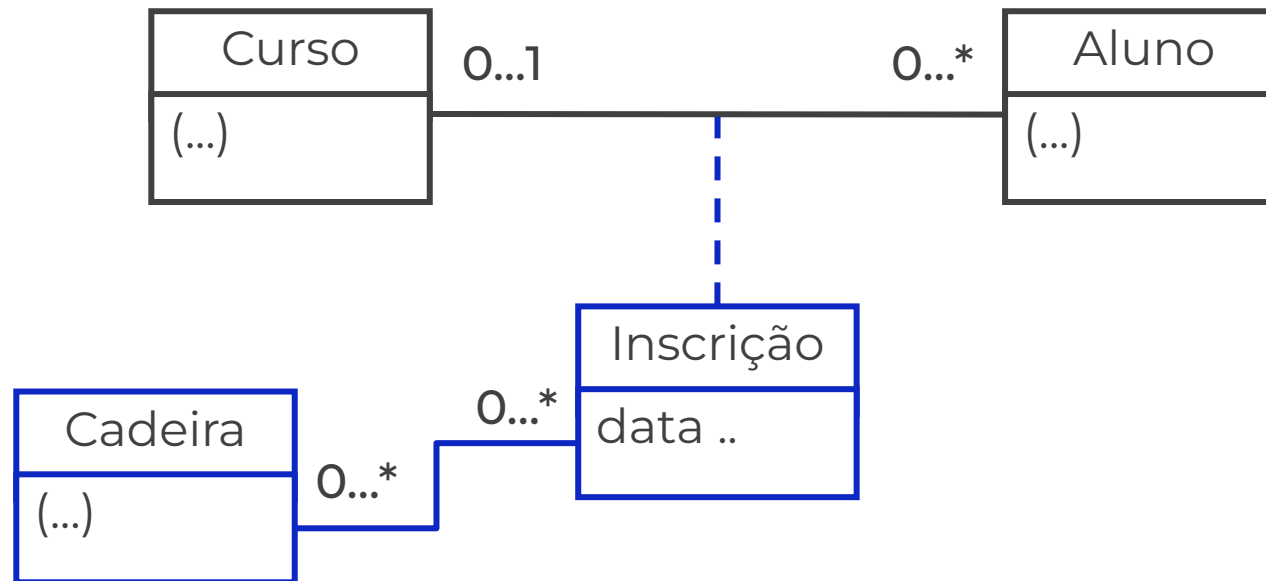 Curso
0...1
0...*
Aluno
(...)
(...)
Inscrição
0...*
data ..
Cadeira
0...*
(...)